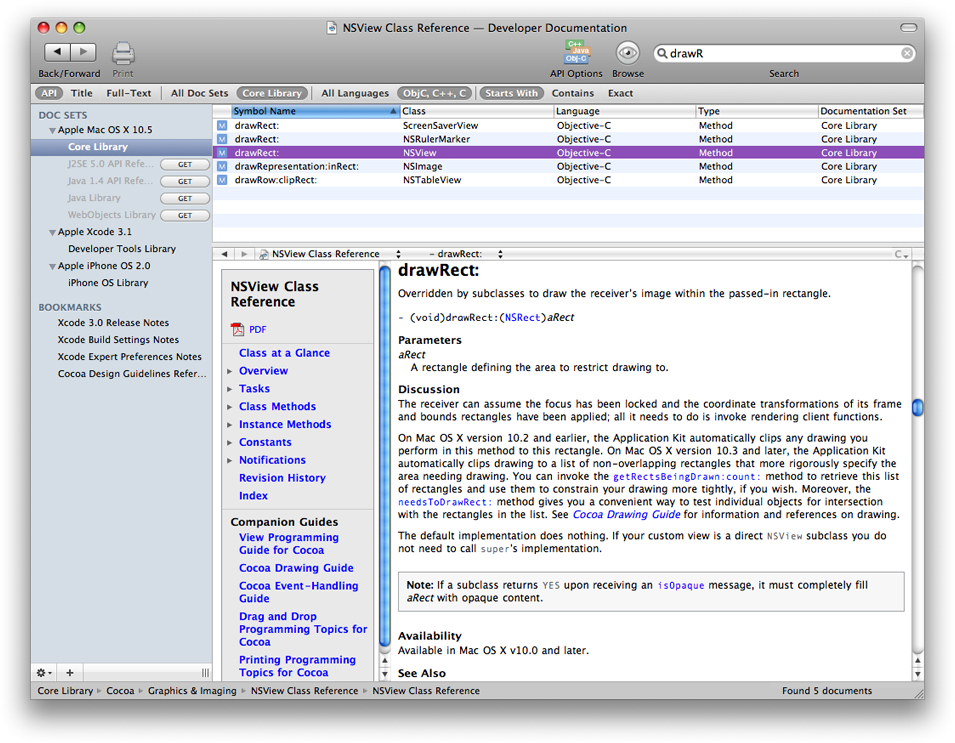 NSView Class Reference — Developer Documentation
Back/Forward
Print
C++
Java
Obj-C
API Options
Browse
drawR
Search
API Title Full-Text All Doc Sets Core Library All Languages ObjC, C++, C Starts With Contains Exact
DOC SETS
Apple Mac OS X 10.5
Core Library
J2SE 5.0 API Refe... GET
Java 1.4 API Refe... GET
Java Library GET
WebObjects Library GET
Apple Xcode 3.1
Developer Tools Library
Apple iPhone OS 2.0
iPhone OS Library
BOOKMARKS
Xcode 3.0 Release Notes
Xcode Build Settings Notes
Xcode Expert Preferences Notes
Cocoa Design Guidelines Refer...
Symbol Name Class Language Type Documentation Set
M drawRect: ScreenSaverView Objective-C Method Core Library
M drawRect: NSRulerMarker Objective-C Method Core Library
M drawRect: NSView Objective-C Method Core Library
M drawRepresentation:inRect: NSImage Objective-C Method Core Library
M drawRow:clipRect: NSTableView Objective-C Method Core Library
NSView Class Reference - drawRect: C
NSView Class
Reference
PDF
Class at a Glance
Overview
Tasks
Class Methods
Instance Methods
Constants
Notifications
Revision History
Index
Companion Guides
View Programming
Guide for Cocoa
Cocoa Drawing Guide
Cocoa Event-Handling
Guide
Drag and Drop
Programming Topics for
Cocoa
Printing Programming
Topics for Cocoa
drawRect:
Overridden by subclasses to draw the receiver's image within the passed-in rectangle.
- (void)drawRect:(NSRect)aRect
Parameters
aRect
A rectangle defining the area to restrict drawing to.
Discussion
The receiver can assume the focus has been locked and the coordinate transformations of its frame
and bounds rectangles have been applied; all it needs to do is invoke rendering client functions.
On Mac OS X version 10.2 and earlier, the Application Kit automatically clips any drawing you
perform in this method to this rectangle. On Mac OS X version 10.3 and later, the Application Kit
automatically clips drawing to a list of non-overlapping rectangles that more rigorously specify the
area needing drawing. You can invoke the getRectsBeingDrawn:count: method to retrieve this list
of rectangles and use them to constrain your drawing more tightly, if you wish. Moreover, the
needsToDrawRect: method gives you a convenient way to test individual objects for intersection
with the rectangles in the list. See Cocoa Drawing Guide for information and references on drawing.
The default implementation does nothing. If your custom view is a direct NSView subclass you do
not need to call super's implementation.
Note: If a subclass returns YES upon receiving an isOpaque message, it must completely fill
aRect with opaque content.
Availability
Available in Mac OS X v10.0 and later.
See Also
Core Library Cocoa Graphics & Imaging NSView Class Reference NSView Class Reference
Found 5 documents